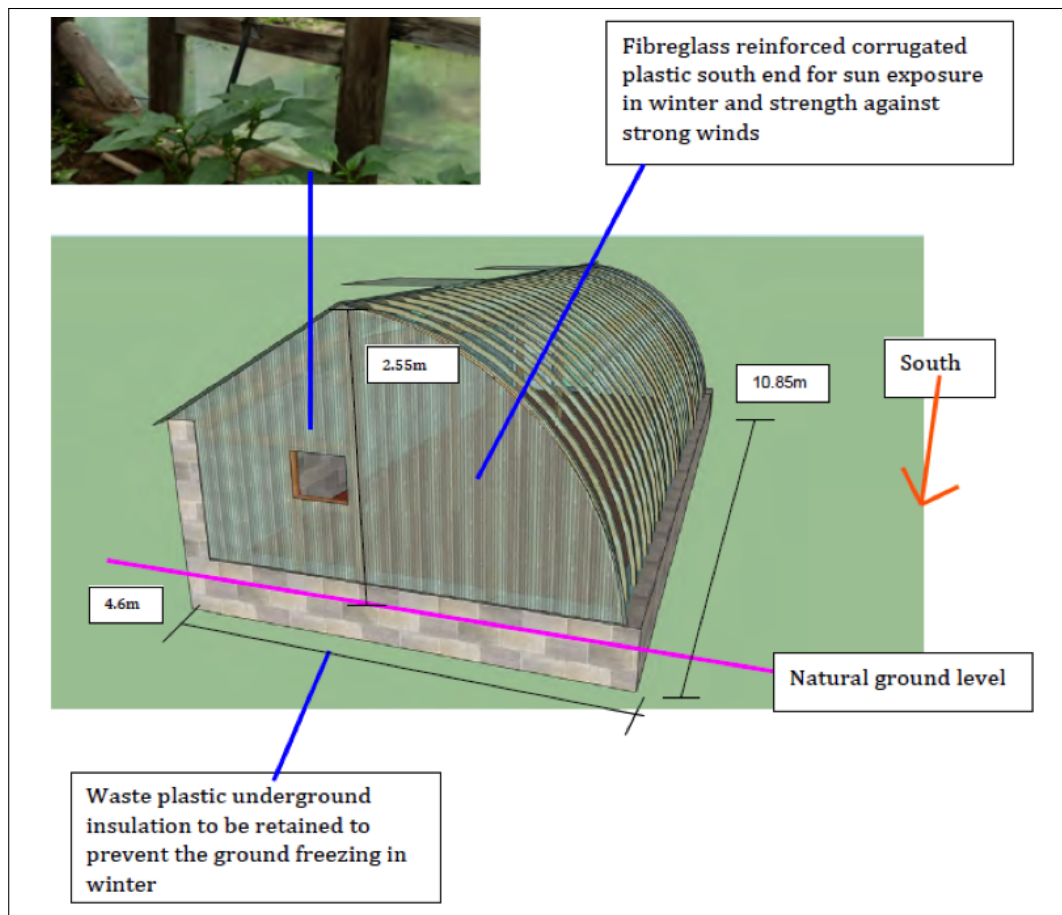 Fibreglass reinforced corrugated
plastic south end for sun exposure
in winter and strength against
strong winds
2.55m
10.85m
South
4.6m
Natural ground level
Waste plastic underground
insulation to be retained to
prevent the ground freezing in
winter